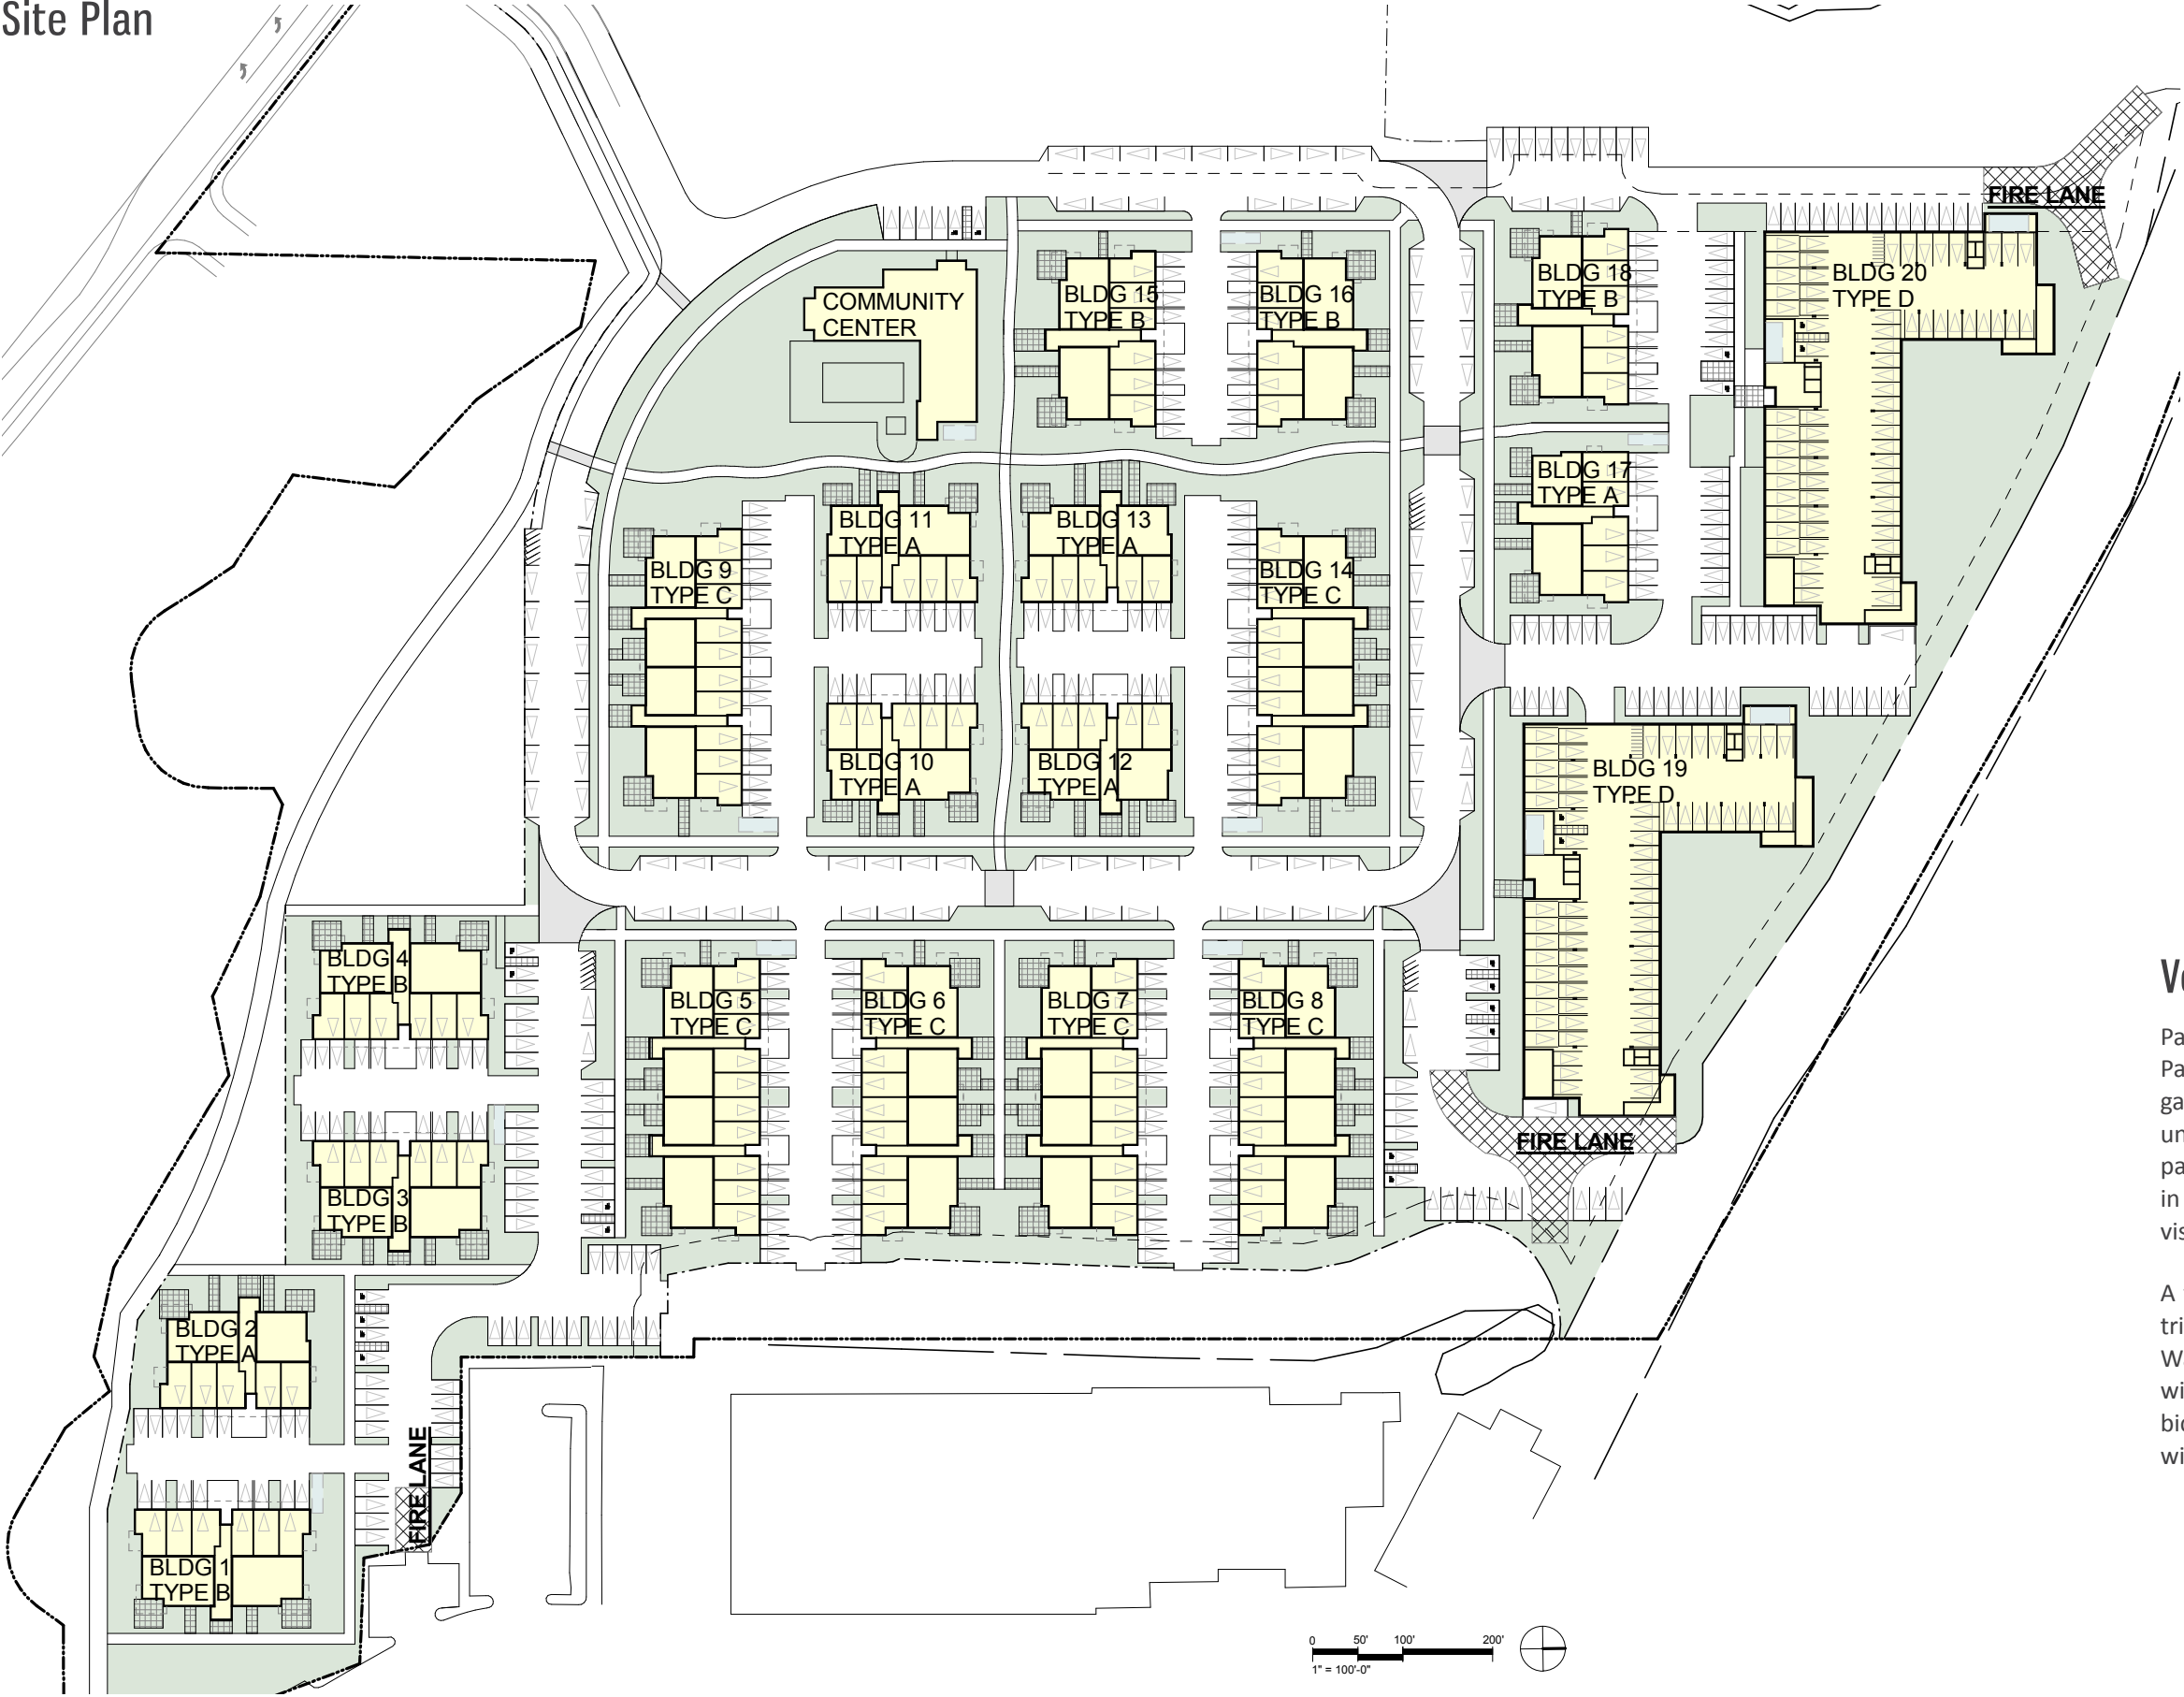 Site Plan
FIRE LANE
BLDG 15
TYPE B
BLDG 16
TYPE B
BLDG 18
TYPE B
BLDG 20
TYPE D
COMMUNITY
CENTER
BLDG 17
TYPE A
BLDG 11
TYPE A
BLDG 13
TYPE A
BLDG 9
TYPE C
BLDG 14
TYPE C
BLDG 10
TYPE A
BLDG 12
TYPE A
BLDG 19
TYPE D
BLDG 4
TYPE B
BLDG 5
TYPE C
BLDG 6
TYPE C
BLDG 7
TYPE C
BLDG 8
TYPE C
FIRE LANE
BLDG 3
TYPE B
BLDG 2
TYPE A
FIRE LANE
BLDG 1
TYPE B
0 50' 100' 200'
1" = 100'-0"
A
in